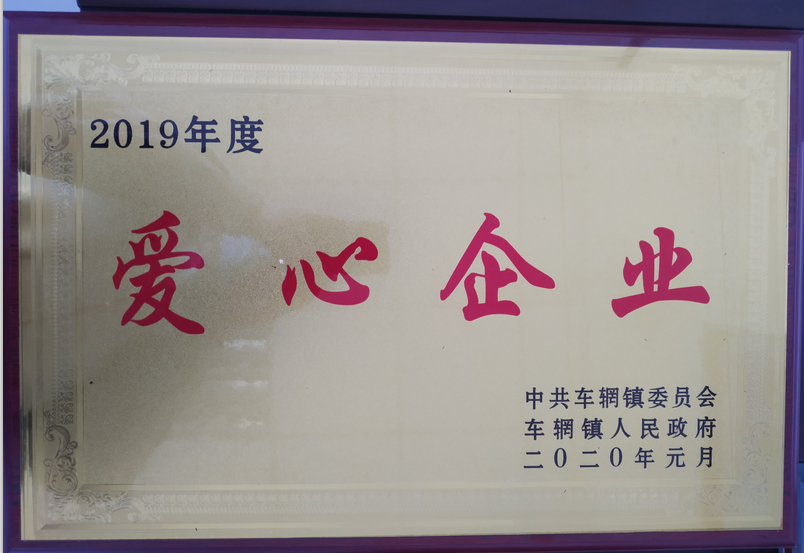 2019年度
爱心企业
中共车辋镇委员会
车辋镇人民政府
二〇二〇年元月